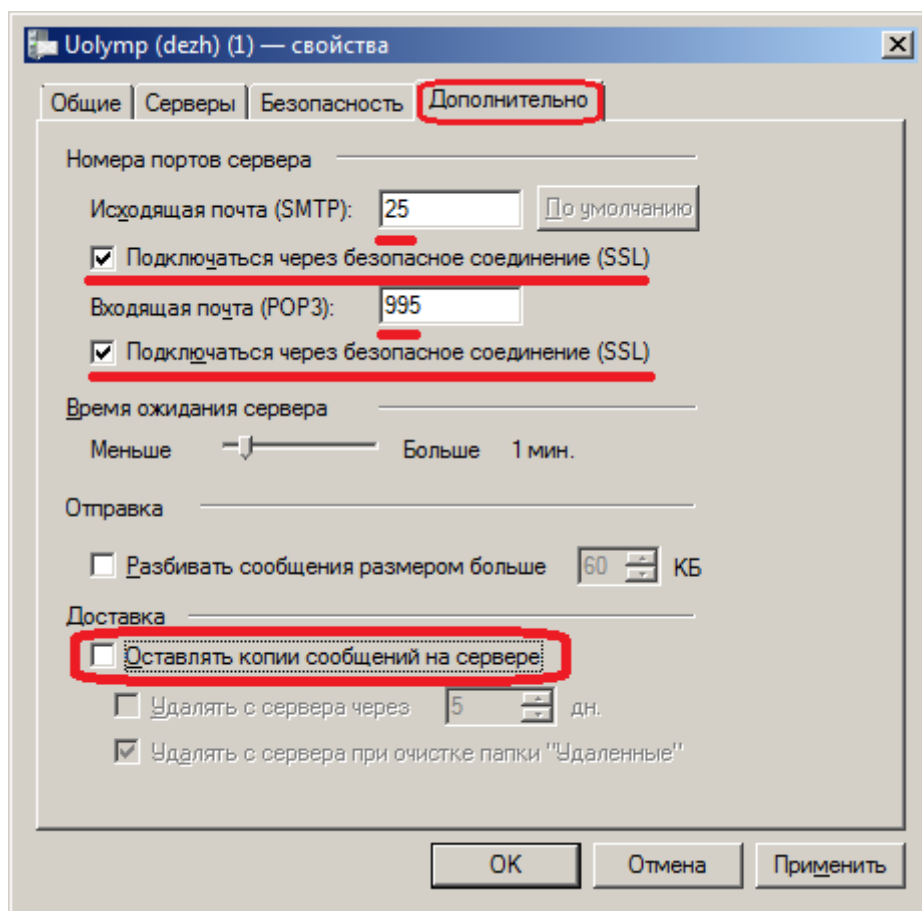 Uolymp (dezh) (1) — свойства
Общие Серверы Безопасность Дополнительно
Номера портов сервера
Исходящая почта (SMTP): 25 По умолчанию
Подключаться через безопасное соединение (SSL)
Входящая почта (POP3): 995
Подключаться через безопасное соединение (SSL)
Время ожидания сервера
Меньше Больше 1 мин.
Отправка
Разбивать сообщения размером больше 60 КБ
Доставка
Оставлять копии сообщений на сервере
Удалять с сервера через 5 дн.
Удалять с сервера при очистке папки "Удаленные"
OK Отмена Применить